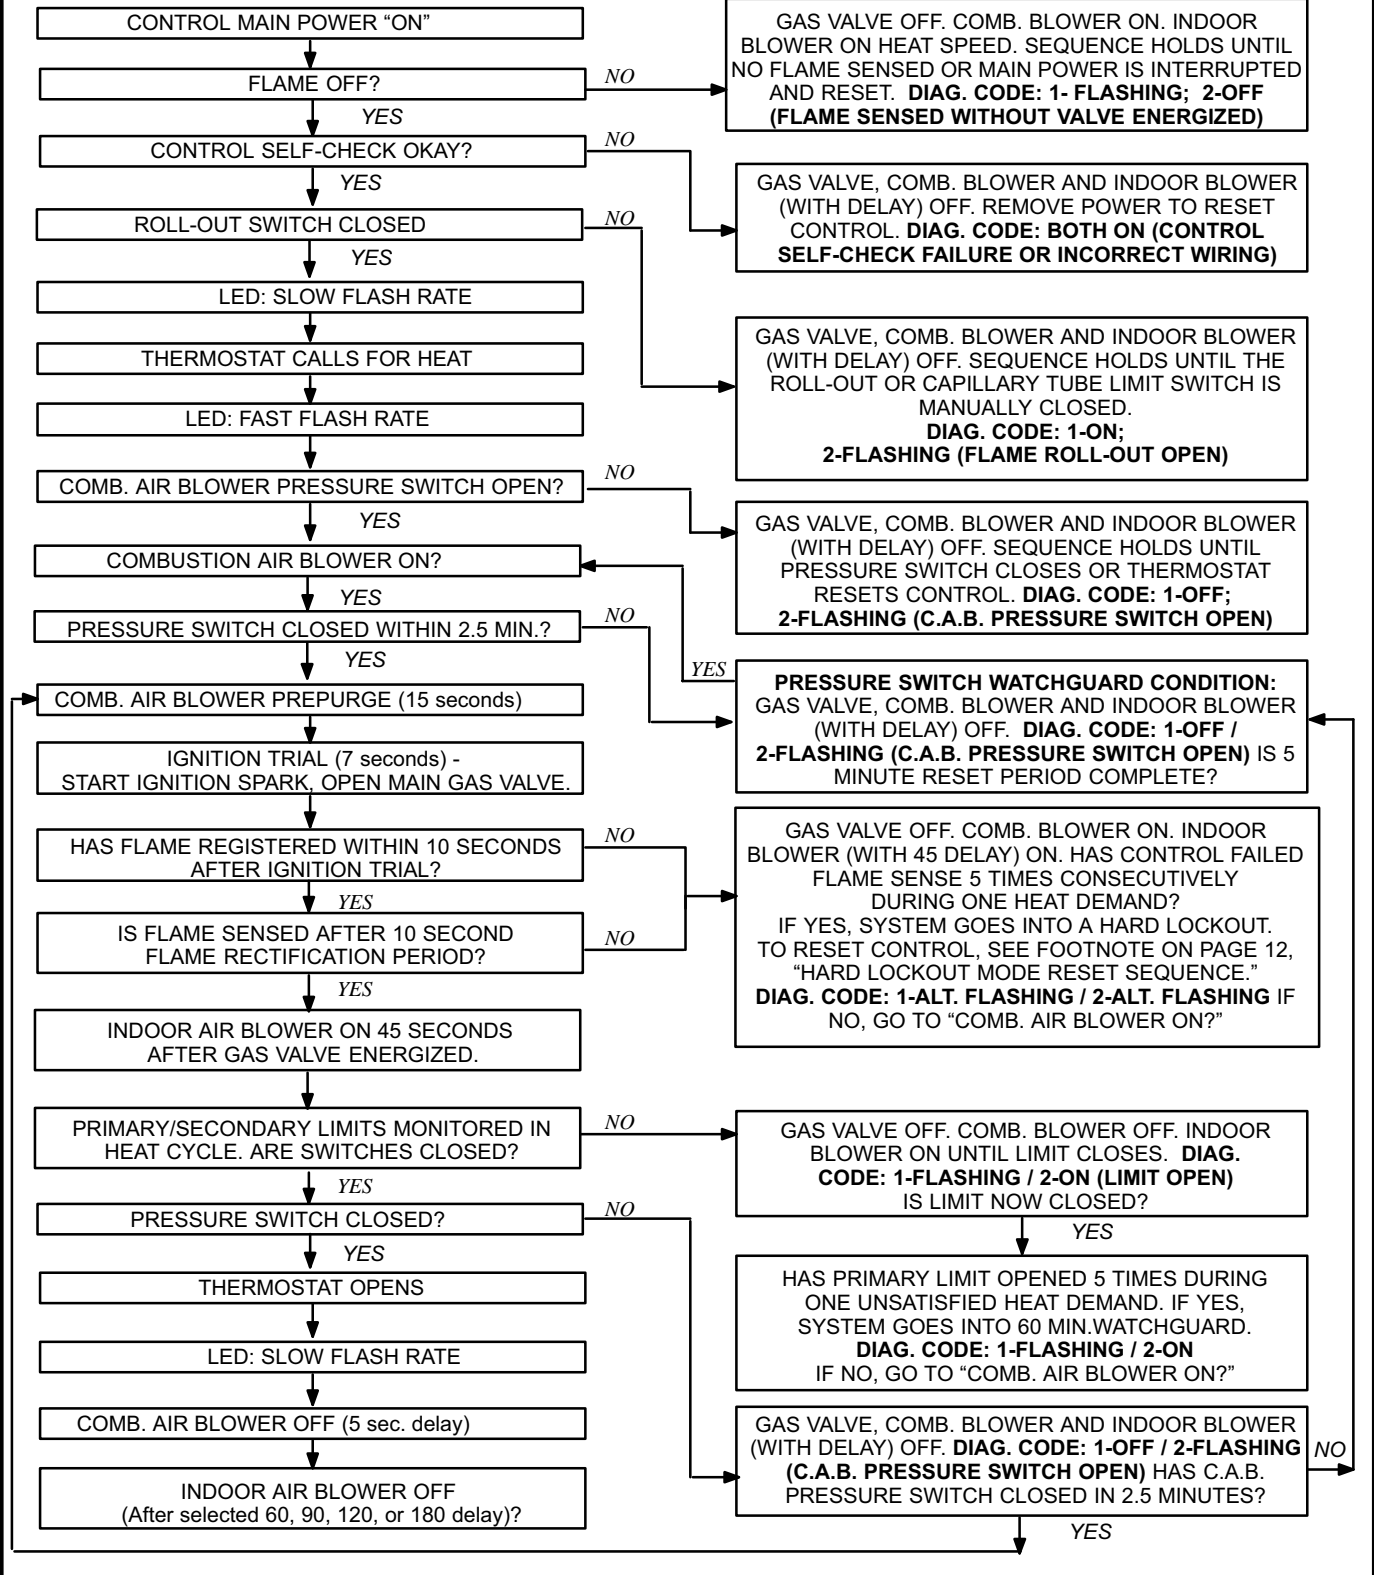 CONTROL MAIN POWER “ON”
GAS VALVE OFF. COMB. BLOWER ON. INDOOR
BLOWER ON HEAT SPEED. SEQUENCE HOLDS UNTIL
NO FLAME SENSED OR MAIN POWER IS INTERRUPTED
AND RESET. DIAG. CODE: 1- FLASHING; 2-OFF
(FLAME SENSED WITHOUT VALVE ENERGIZED)
FLAME OFF?
NO
YES
CONTROL SELF-CHECK OKAY?
NO
YES
GAS VALVE, COMB. BLOWER AND INDOOR BLOWER
(WITH DELAY) OFF. REMOVE POWER TO RESET
CONTROL. DIAG. CODE: BOTH ON (CONTROL
SELF-CHECK FAILURE OR INCORRECT WIRING)
ROLL-OUT SWITCH CLOSED
NO
YES
LED: SLOW FLASH RATE
THERMOSTAT CALLS FOR HEAT
GAS VALVE, COMB. BLOWER AND INDOOR BLOWER
(WITH DELAY) OFF. SEQUENCE HOLDS UNTIL THE
ROLL-OUT OR CAPILLARY TUBE LIMIT SWITCH IS
MANUALLY CLOSED.
DIAG. CODE: 1-ON;
2-FLASHING (FLAME ROLL-OUT OPEN)
LED: FAST FLASH RATE
COMB. AIR BLOWER PRESSURE SWITCH OPEN?
NO
YES
GAS VALVE, COMB. BLOWER AND INDOOR BLOWER
(WITH DELAY) OFF. SEQUENCE HOLDS UNTIL
PRESSURE SWITCH CLOSES OR THERMOSTAT
RESETS CONTROL. DIAG. CODE: 1-OFF;
2-FLASHING (C.A.B. PRESSURE SWITCH OPEN)
COMBUSTION AIR BLOWER ON?
YES
PRESSURE SWITCH CLOSED WITHIN 2.5 MIN.?
NO
YES
YES
PRESSURE SWITCH WATCHGUARD CONDITION:
GAS VALVE, COMB. BLOWER AND INDOOR BLOWER
(WITH DELAY) OFF. DIAG. CODE: 1-OFF /
2-FLASHING (C.A.B. PRESSURE SWITCH OPEN) IS 5
MINUTE RESET PERIOD COMPLETE?
COMB. AIR BLOWER PREPURGE (15 seconds)
IGNITION TRIAL (7 seconds) -
START IGNITION SPARK, OPEN MAIN GAS VALVE.
HAS FLAME REGISTERED WITHIN 10 SECONDS
AFTER IGNITION TRIAL?
NO
YES
GAS VALVE OFF. COMB. BLOWER ON. INDOOR
BLOWER (WITH 45 DELAY) ON. HAS CONTROL FAILED
FLAME SENSE 5 TIMES CONSECUTIVELY
DURING ONE HEAT DEMAND?
IF YES, SYSTEM GOES INTO A HARD LOCKOUT.
TO RESET CONTROL, SEE FOOTNOTE ON PAGE 12,
“HARD LOCKOUT MODE RESET SEQUENCE.”
DIAG. CODE: 1-ALT. FLASHING / 2-ALT. FLASHING IF
NO, GO TO “COMB. AIR BLOWER ON?”
IS FLAME SENSED AFTER 10 SECOND
FLAME RECTIFICATION PERIOD?
NO
YES
INDOOR AIR BLOWER ON 45 SECONDS
AFTER GAS VALVE ENERGIZED.
PRIMARY/SECONDARY LIMITS MONITORED IN
HEAT CYCLE. ARE SWITCHES CLOSED?
NO
YES
GAS VALVE OFF. COMB. BLOWER OFF. INDOOR
BLOWER ON UNTIL LIMIT CLOSES. DIAG.
CODE: 1-FLASHING / 2-ON (LIMIT OPEN)
IS LIMIT NOW CLOSED?
YES
PRESSURE SWITCH CLOSED?
NO
YES
HAS PRIMARY LIMIT OPENED 5 TIMES DURING
ONE UNSATISFIED HEAT DEMAND. IF YES,
SYSTEM GOES INTO 60 MIN.WATCHGUARD.
DIAG. CODE: 1-FLASHING / 2-ON
IF NO, GO TO “COMB. AIR BLOWER ON?”
THERMOSTAT OPENS
LED: SLOW FLASH RATE
COMB. AIR BLOWER OFF (5 sec. delay)
GAS VALVE, COMB. BLOWER AND INDOOR BLOWER
(WITH DELAY) OFF. DIAG. CODE: 1-OFF / 2-FLASHING
(C.A.B. PRESSURE SWITCH OPEN) HAS C.A.B.
PRESSURE SWITCH CLOSED IN 2.5 MINUTES?
NO
YES
INDOOR AIR BLOWER OFF
(After selected 60, 90, 120, or 180 delay)?